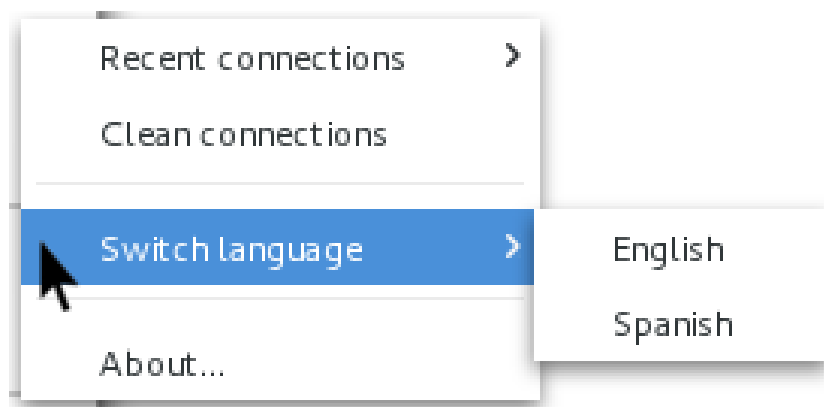 Recent connections
Clean connections
Switch language
English
Spanish
About...